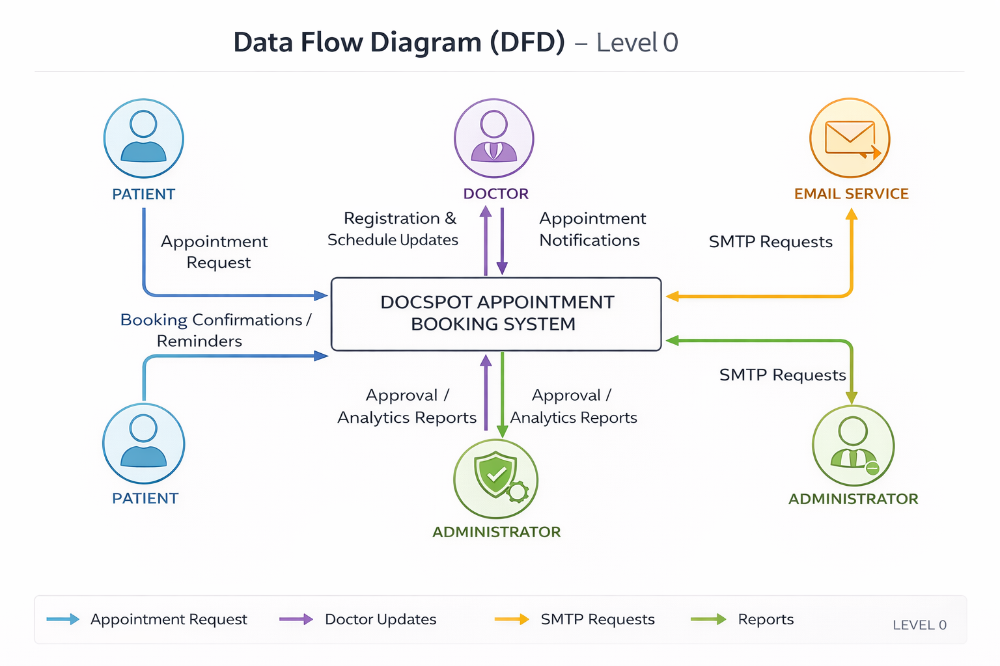 Data Flow Diagram (DFD) – Level 0
PATIENT
DOCTOR
EMAIL SERVICE
Appointment
Request
Registration &
Schedule Updates
Appointment
Notifications
SMTP Requests
DOCSPOT APPOINTMENT
BOOKING SYSTEM
Booking Confirmations /
Reminders
SMTP Requests
Approval /
Analytics Reports
Approval /
Analytics Reports
PATIENT
ADMINISTRATOR
ADMINISTRATOR
Appointment Request
Doctor Updates
SMTP Requests
Reports
LEVEL 0